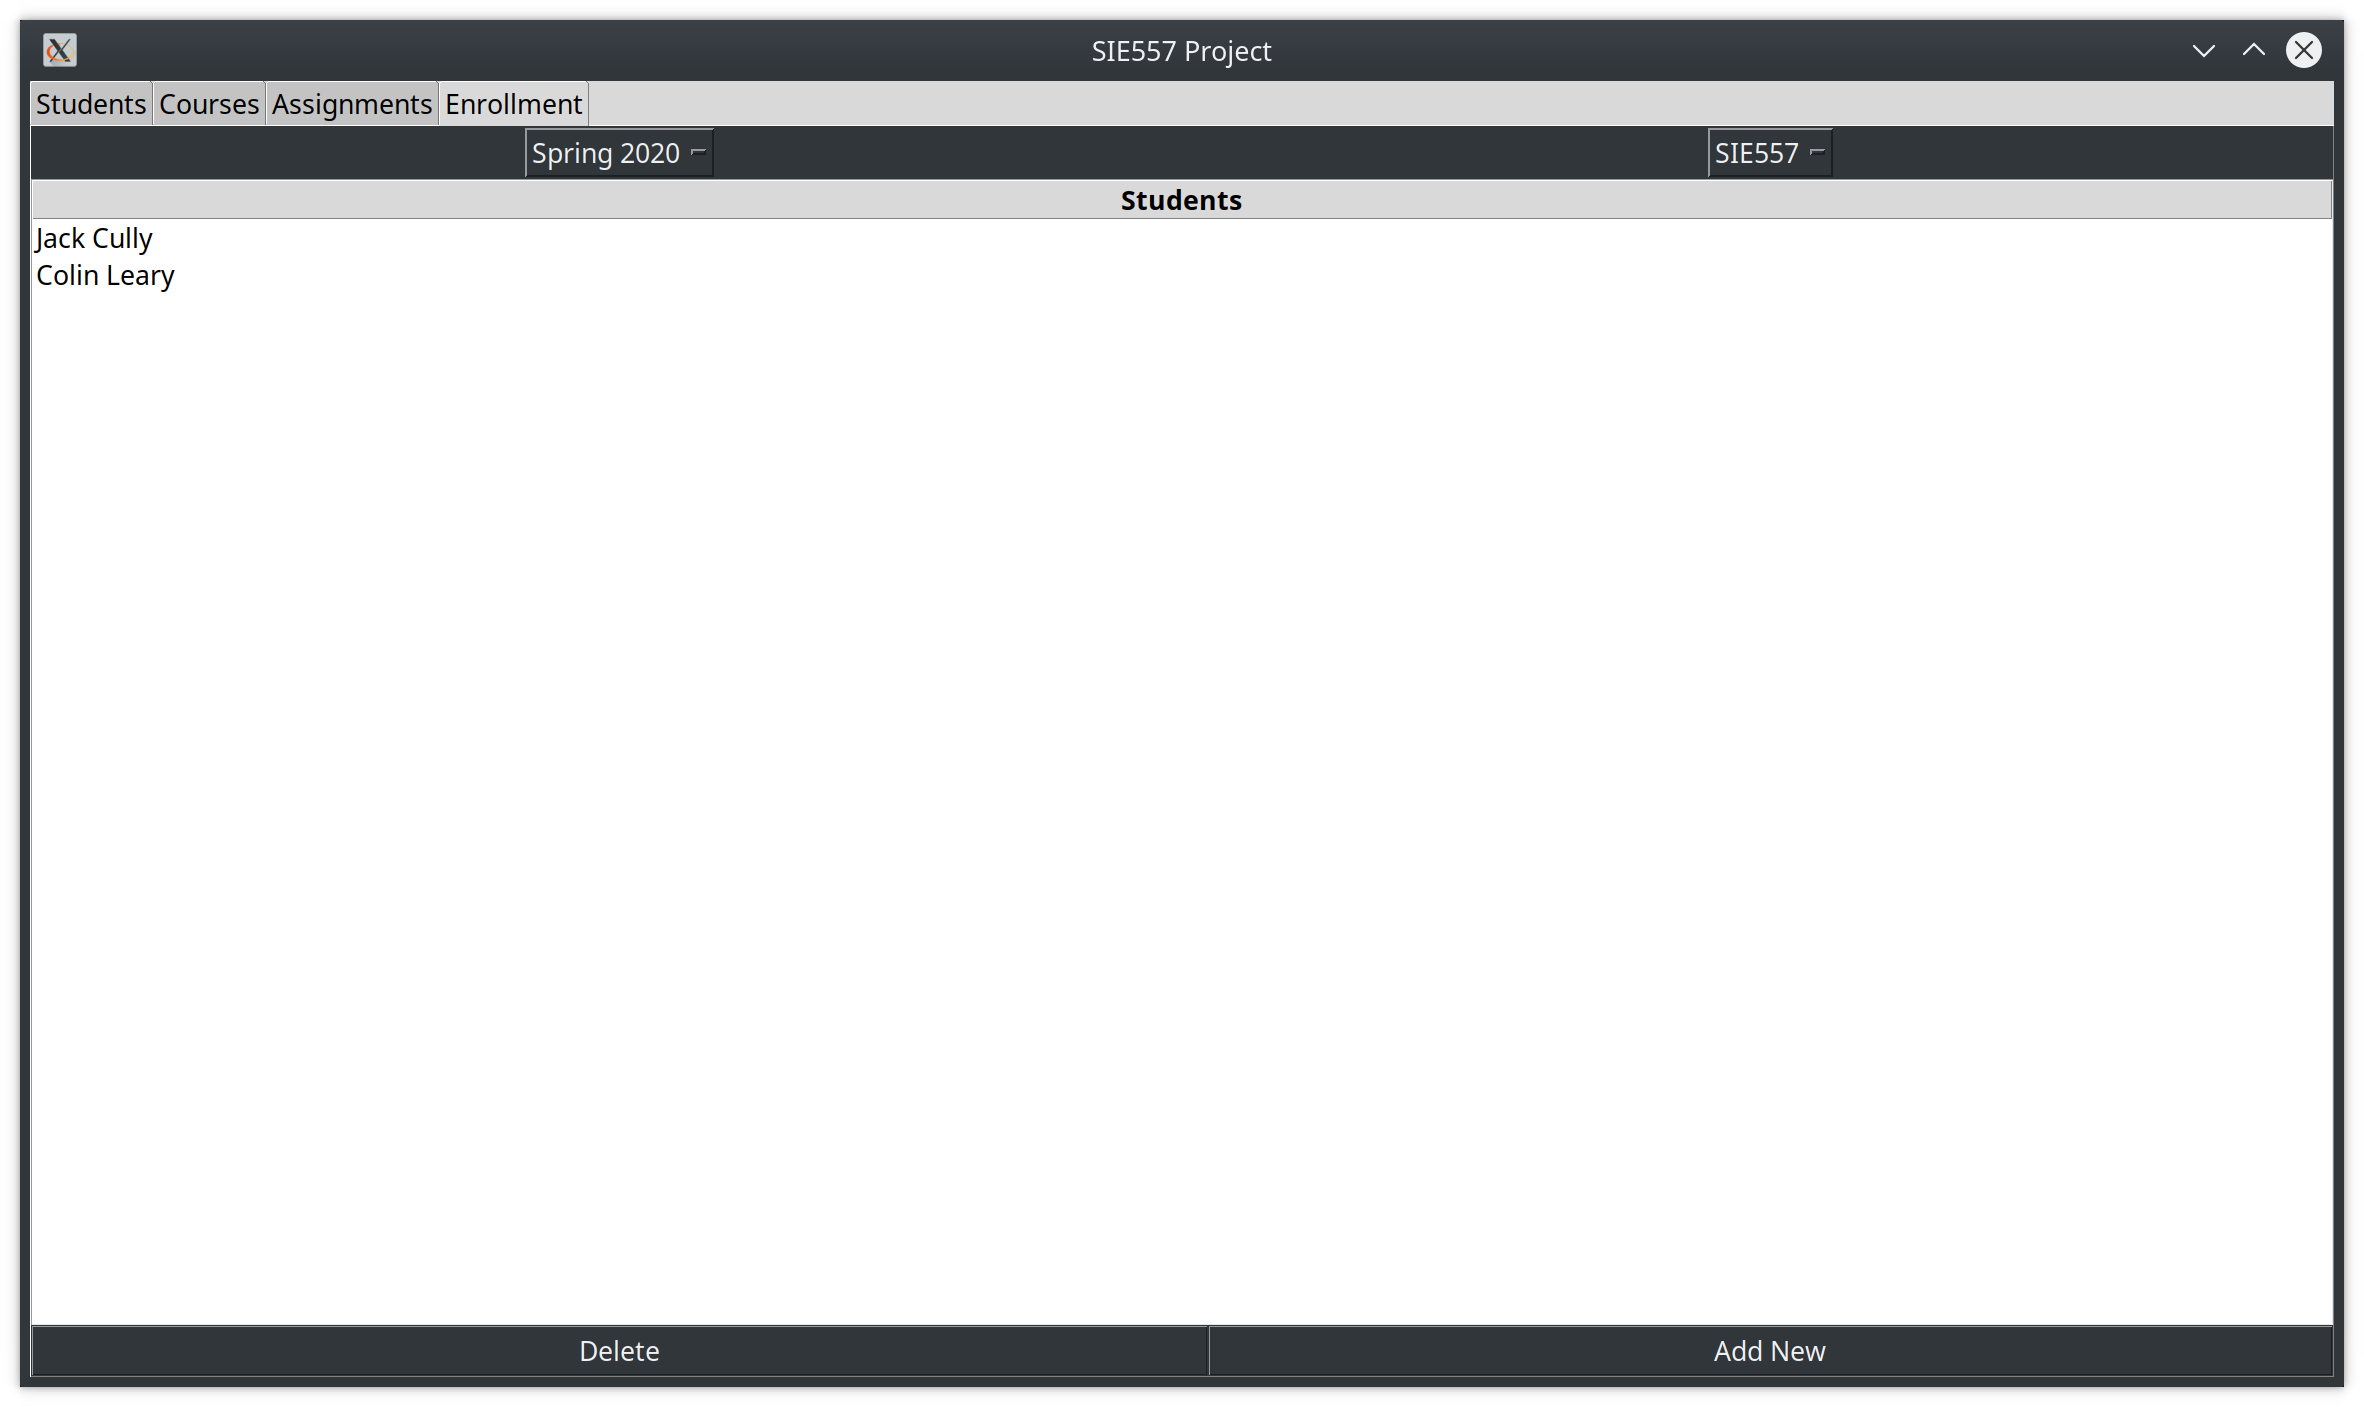 SIE557 Project
Students Courses Assignments Enrollment
Spring 2020 SIE557
Students
Jack Cully
Colin Leary
Delete Add New